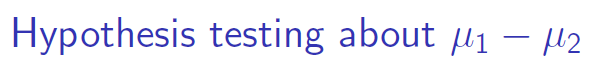 Hypothesis testing about μ₁ − μ₂